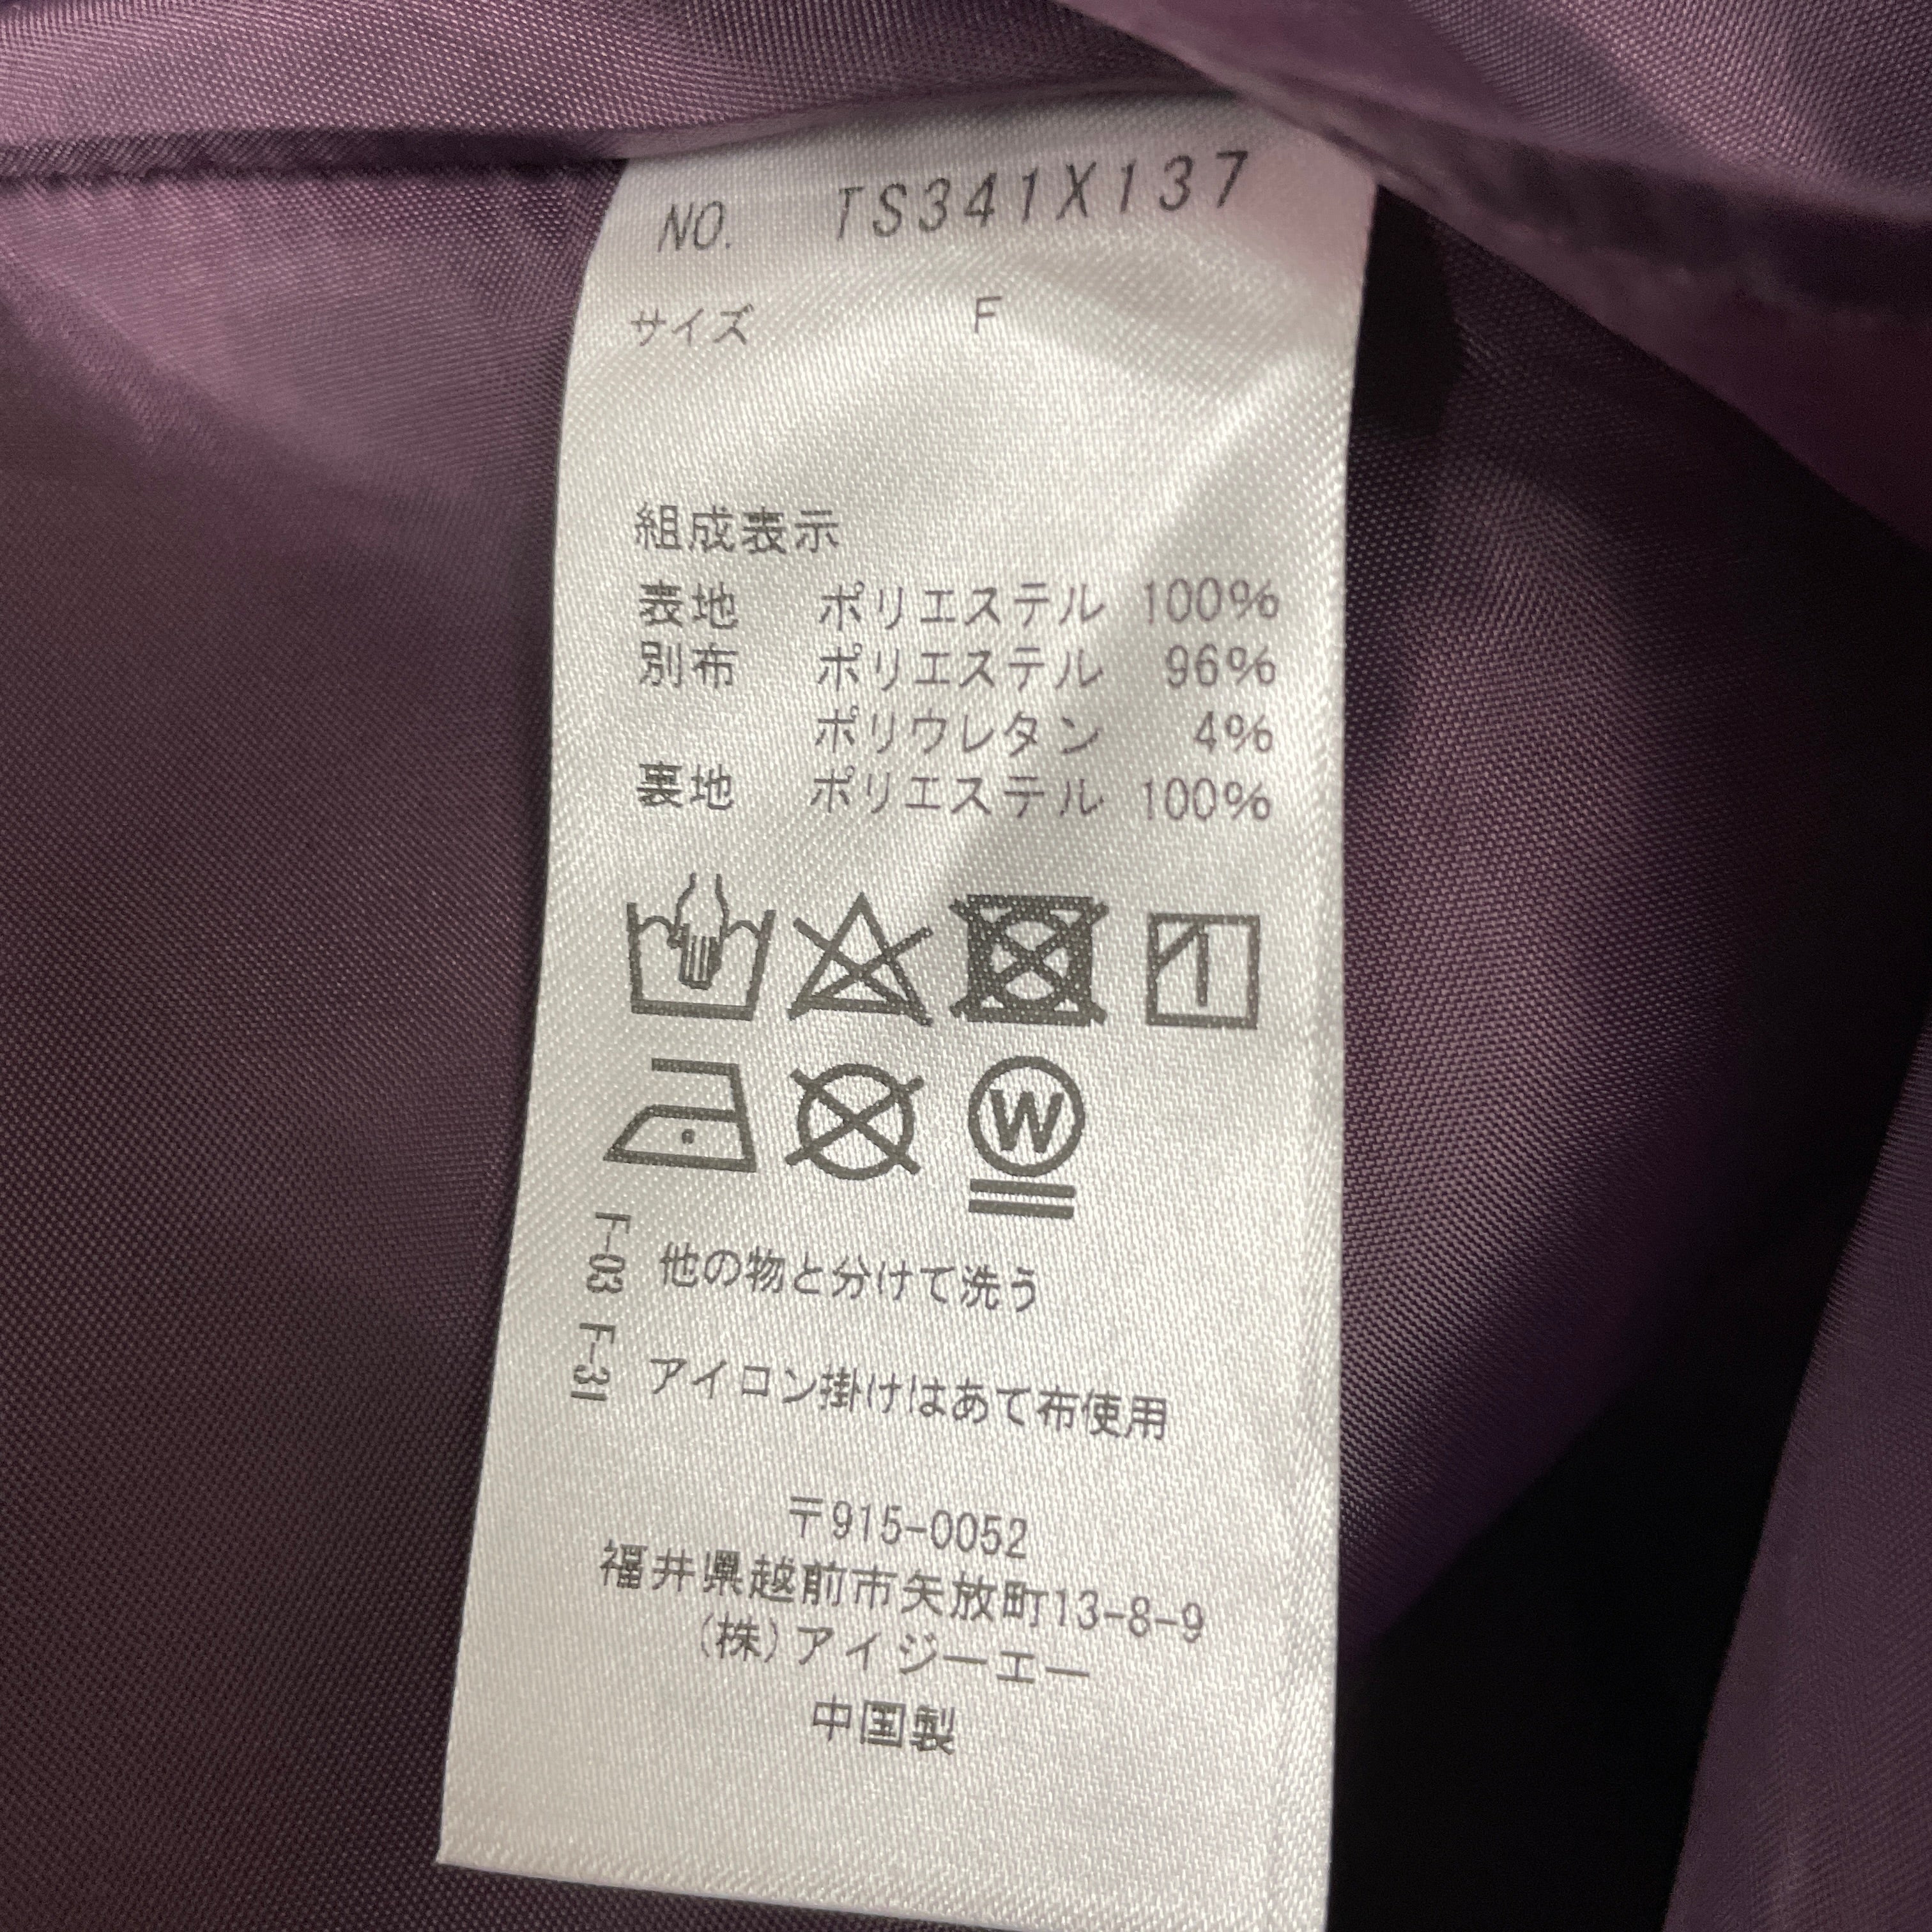 NO. TS341X137
サイズ F
組成表示
表地 ポリエステル 100%
別布 ポリエステル 96%
ポリウレタン 4%
裏地 ポリエステル 100%
W
F-03 他の物と分けて洗う
F-31 アイロン掛けはあて布使用
〒915-0052
福井県越前市矢放町13-8-9
(株)アイジーエー
中国製